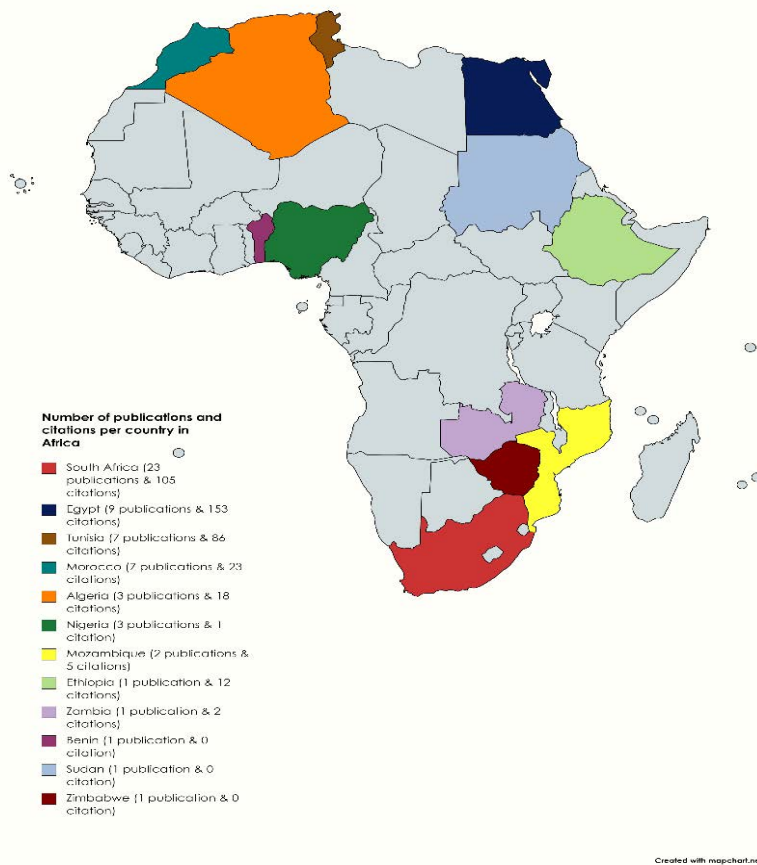 Number of publications and
citations per country in
Africa
South Africa (23
publications & 105
citations)
Egypt (9 publications & 153
citations)
Tunisia (7 publications & 86
citations)
Morocco (7 publications & 23
citations)
Algeria (3 publications & 18
citations)
Nigeria (3 publications & 1
citation)
Mozambique (2 publications &
5 citations)
Ethiopia (1 publication & 12
citations)
Zambia (1 publication & 2
citations)
Benin (1 publication & 0
citation)
Sudan (1 publication & 0
citation)
Zimbabwe (1 publication & 0
citation)
Created with mapchart.ne